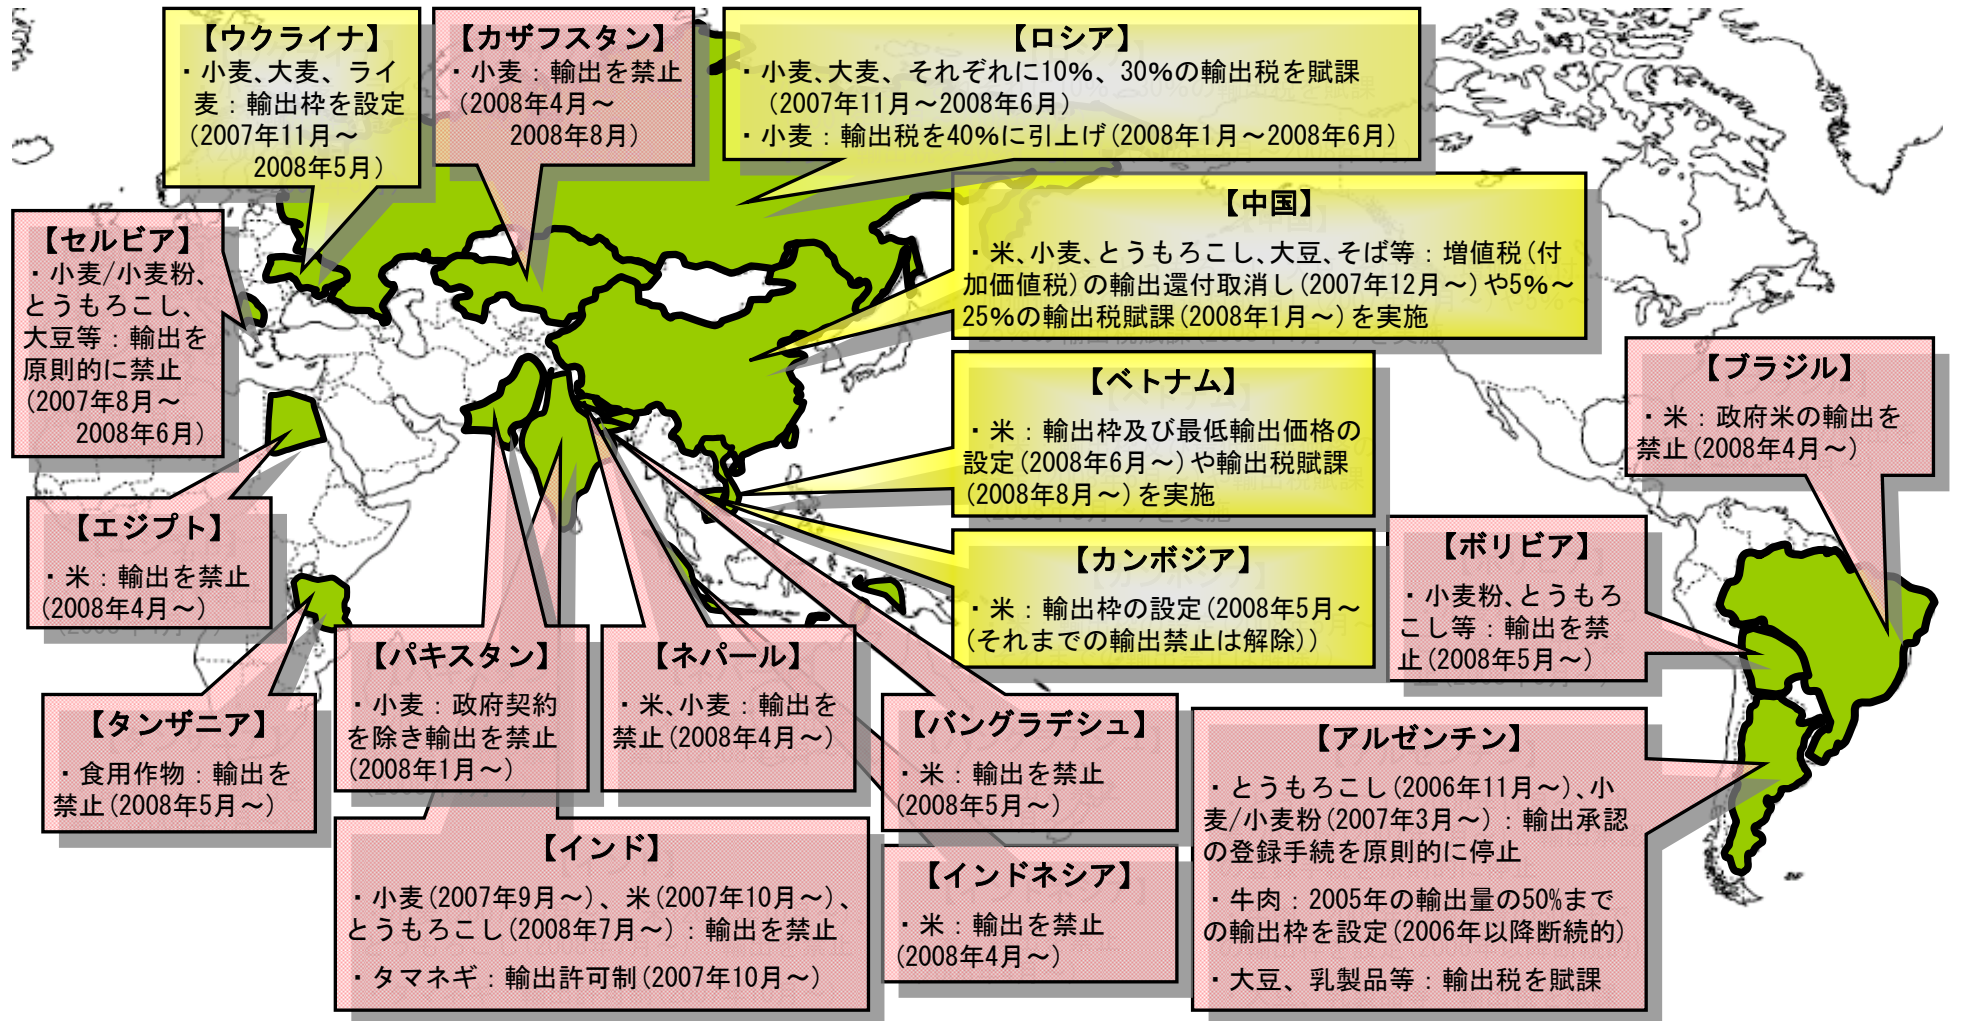 【ウクライナ】
・小麦、大麦、ライ
麦：輸出枠を設定
(2007年11月～
2008年5月)
【カザフスタン】
・小麦：輸出を禁止
(2008年4月～
2008年8月)
【ロシア】
・小麦、大麦、それぞれに10%、30%の輸出税を賦課
(2007年11月～2008年6月)
・小麦：輸出税を40%に引上げ(2008年1月～2008年6月)
【中国】
・米、小麦、とうもろこし、大豆、そば等：増値税(付
加価値税)の輸出還付取消し(2007年12月～)や5%～
25%の輸出税賦課(2008年1月～)を実施
【セルビア】
・小麦/小麦粉、
とうもろこし、
大豆等：輸出を
原則的に禁止
(2007年8月～
2008年6月)
【ベトナム】
・米：輸出枠及び最低輸出価格の
設定(2008年6月～)や輸出税賦課
(2008年8月～)を実施
【ブラジル】
・米：政府米の輸出を
禁止(2008年4月～)
【エジプト】
・米：輸出を禁止
(2008年4月～)
【カンボジア】
・米：輸出枠の設定(2008年5月～
(それまでの輸出禁止は解除))
【ボリビア】
・小麦粉、とうもろ
こし等：輸出を禁
止(2008年5月～)
【タンザニア】
・食用作物：輸出を
禁止(2008年5月～)
【パキスタン】
・小麦：政府契約
を除き輸出を禁止
(2008年1月～)
【ネパール】
・米、小麦：輸出を
禁止(2008年4月～)
【バングラデシュ】
・米：輸出を禁止
(2008年5月～)
【アルゼンチン】
・とうもろこし(2006年11月～)、小
麦/小麦粉(2007年3月～)：輸出承認
の登録手続を原則的に停止
・牛肉：2005年の輸出量の50%まで
の輸出枠を設定(2006年以降断続的)
・大豆、乳製品等：輸出税を賦課
【インド】
・小麦(2007年9月～)、米(2007年10月～)、
とうもろこし(2008年7月～)：輸出を禁止
・タマネギ：輸出許可制(2007年10月～)
【インドネシア】
・米：輸出を禁止
(2008年4月～)